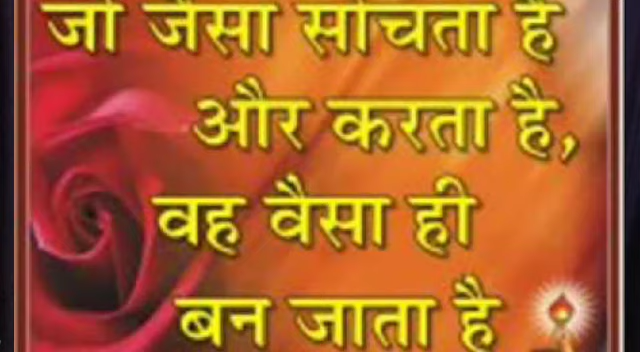 जो जैसा सोचता है
और करता है,
वह वैसा ही
बन जाता है